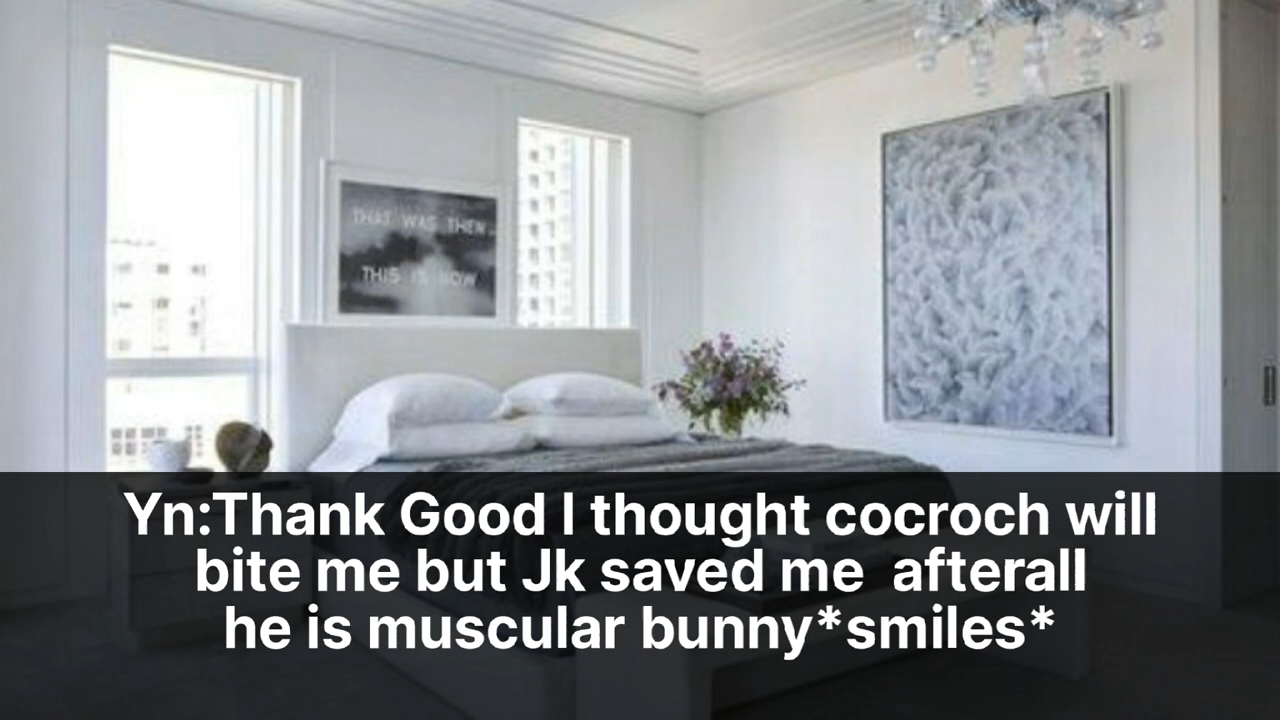 THAT WAS THEN
THIS IS NOW
Yn:Thank Good I thought cocroch will
bite me but Jk saved me  afterall
he is muscular bunny*smiles*